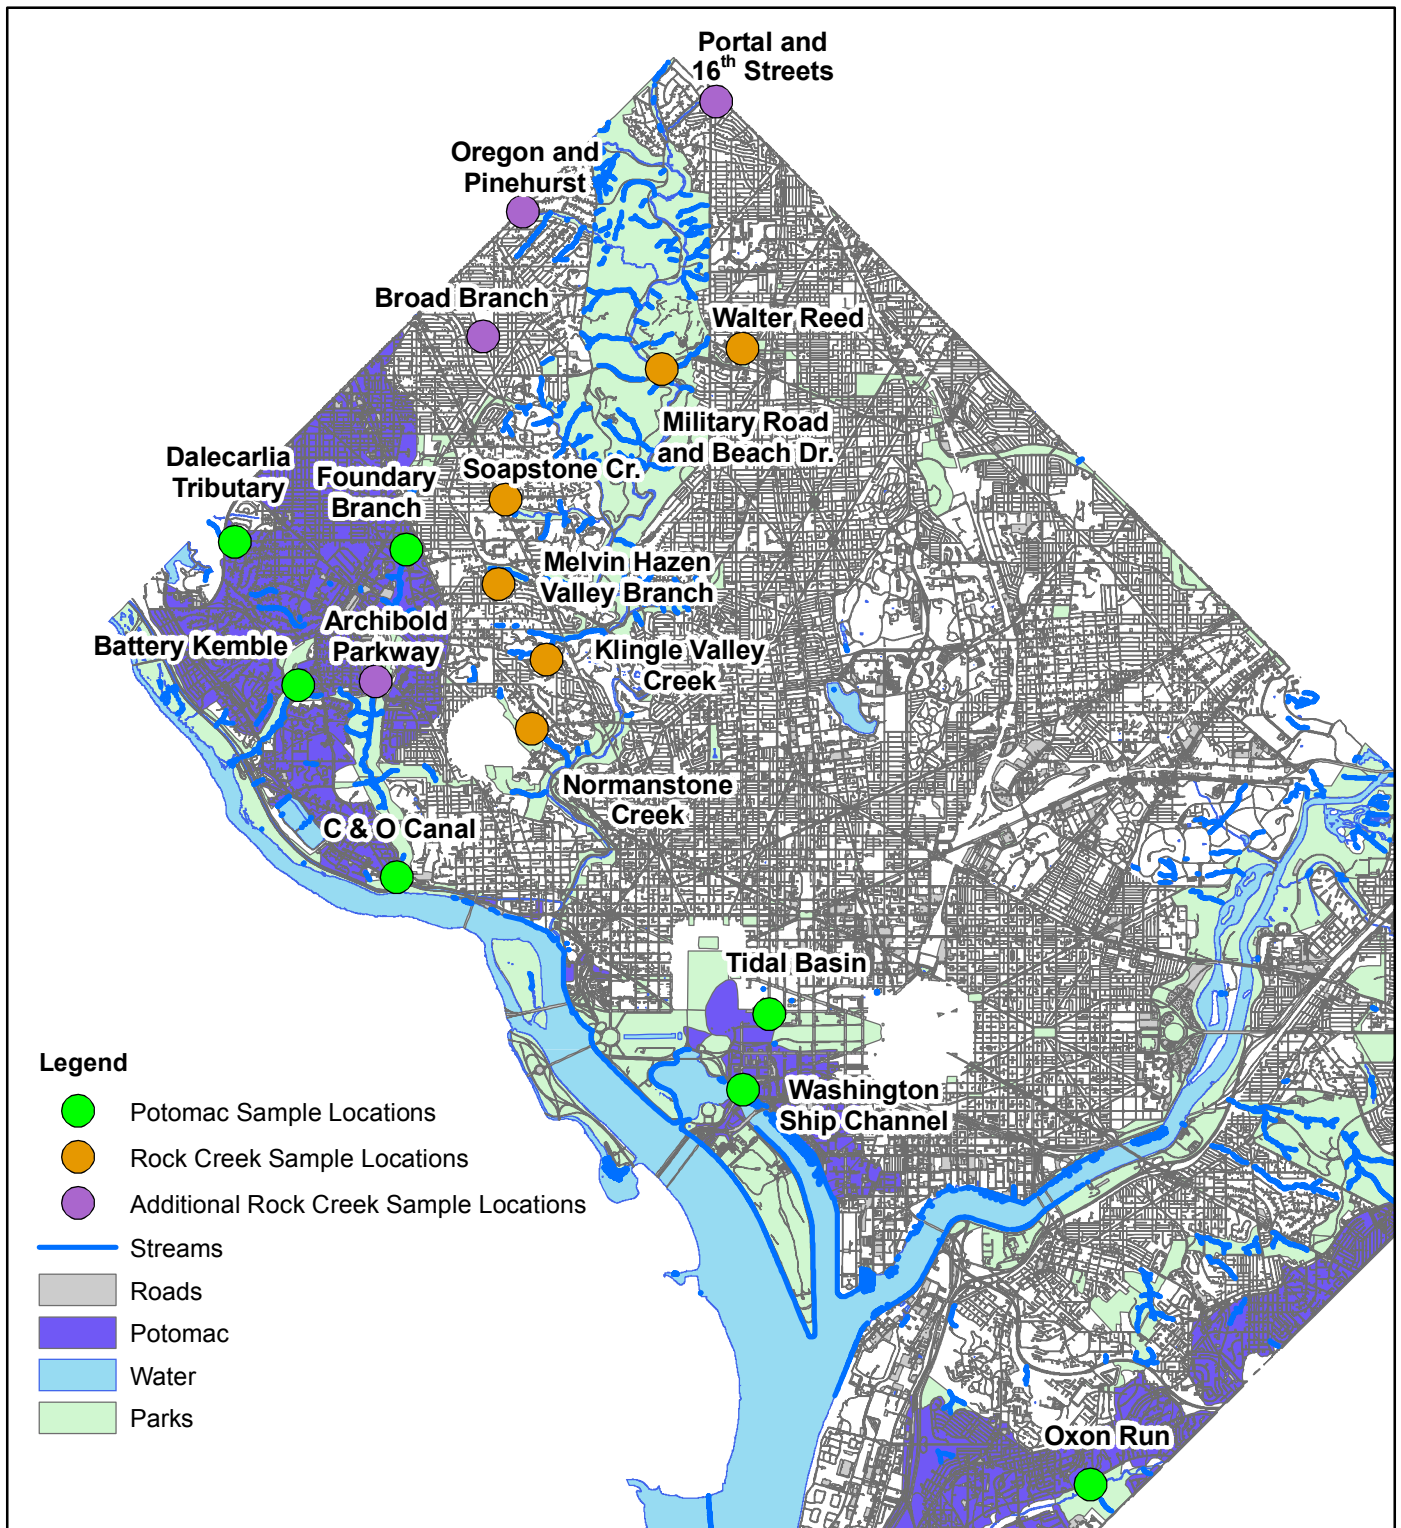 Portal and
16th Streets
Oregon and
Pinehurst
Broad Branch
Walter Reed
Military Road
and Beach Dr.
Dalecarlia
Tributary
Foundary
Branch
Soapstone Cr.
Melvin Hazen
Valley Branch
Archibold
Parkway
Battery Kemble
Klingle Valley
Creek
Normanstone
Creek
C & O Canal
Tidal Basin
Washington
Ship Channel
Oxon Run
Legend
Potomac Sample Locations
Rock Creek Sample Locations
Additional Rock Creek Sample Locations
Streams
Roads
Potomac
Water
Parks